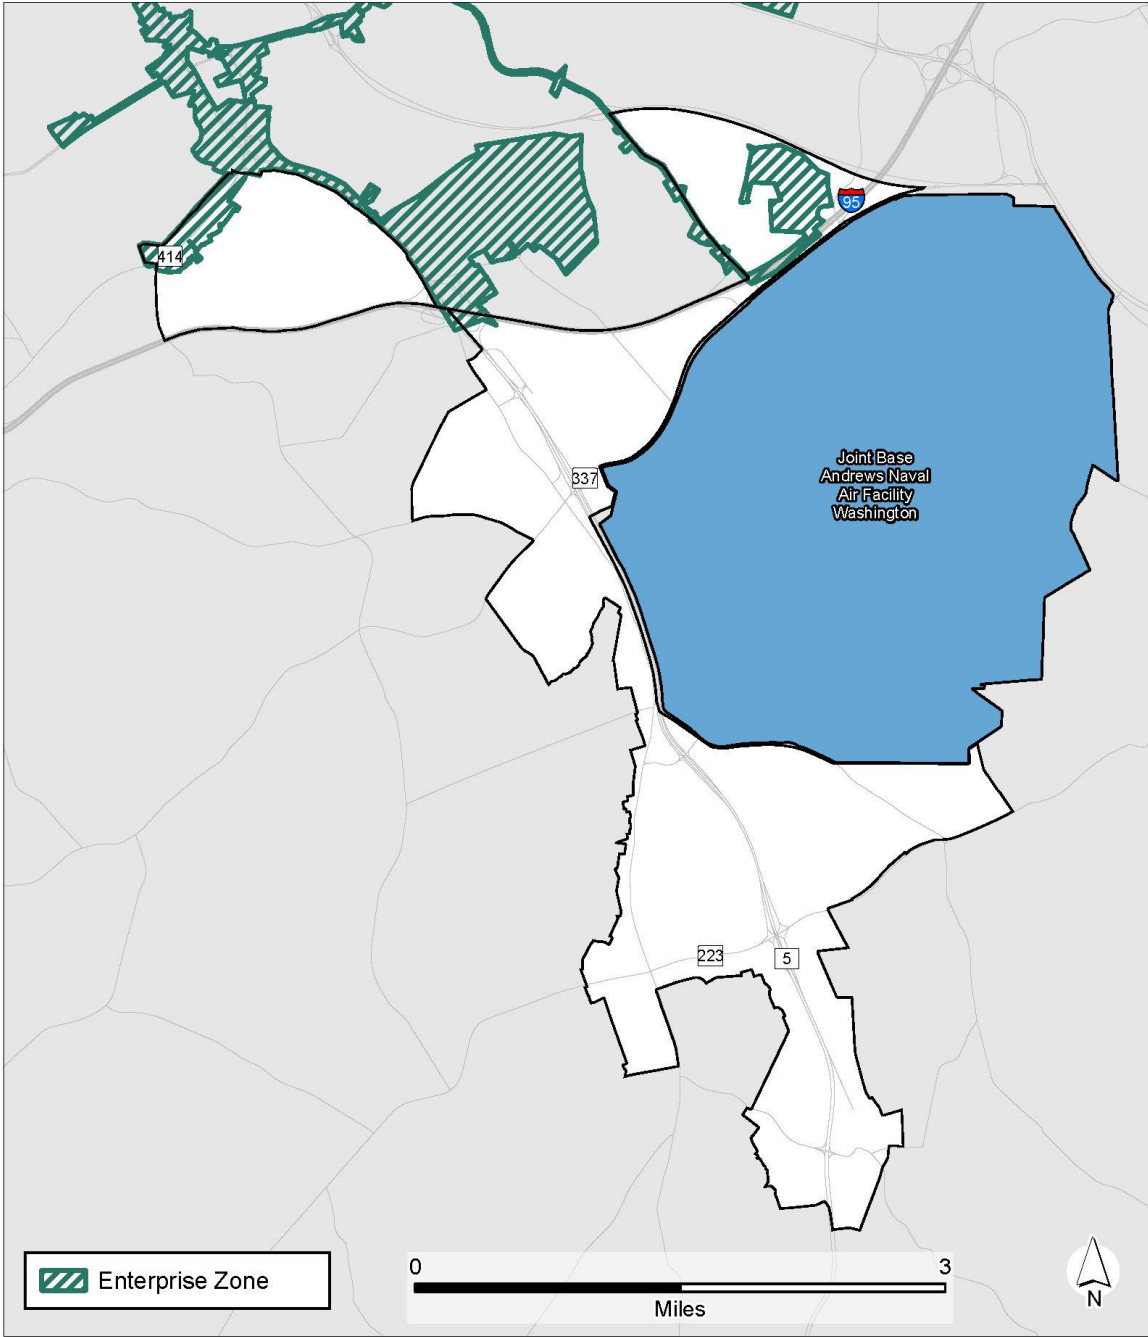 95
414
Joint Base
Andrews Naval
Air Facility
Washington
337
223
5
Enterprise Zone
0
3
Miles
N